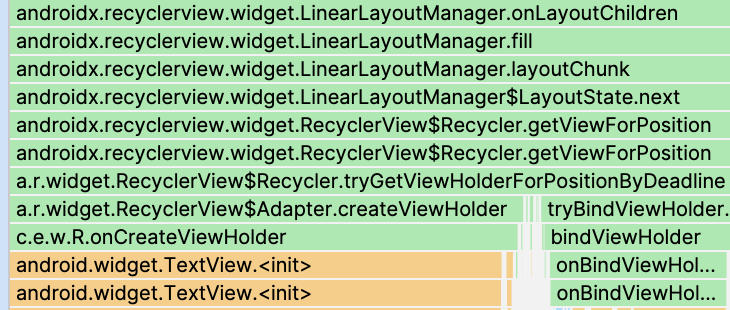 androidx.recyclerview.widget.LinearLayoutManager.onLayoutChildren
androidx.recyclerview.widget.LinearLayoutManager.fill
androidx.recyclerview.widget.LinearLayoutManager.layoutChunk
androidx.recyclerview.widget.LinearLayoutManager$LayoutState.next
androidx.recyclerview.widget.RecyclerView$Recycler.getViewForPosition
androidx.recyclerview.widget.RecyclerView$Recycler.getViewForPosition
a.r.widget.RecyclerView$Recycler.tryGetViewHolderForPositionByDeadline
a.r.widget.RecyclerView$Adapter.createViewHolder tryBindViewHolder.
c.e.w.R.onCreateViewHolder bindViewHolder
android.widget.TextView.<init> onBindViewHol...
android.widget.TextView.<init> onBindViewHol...